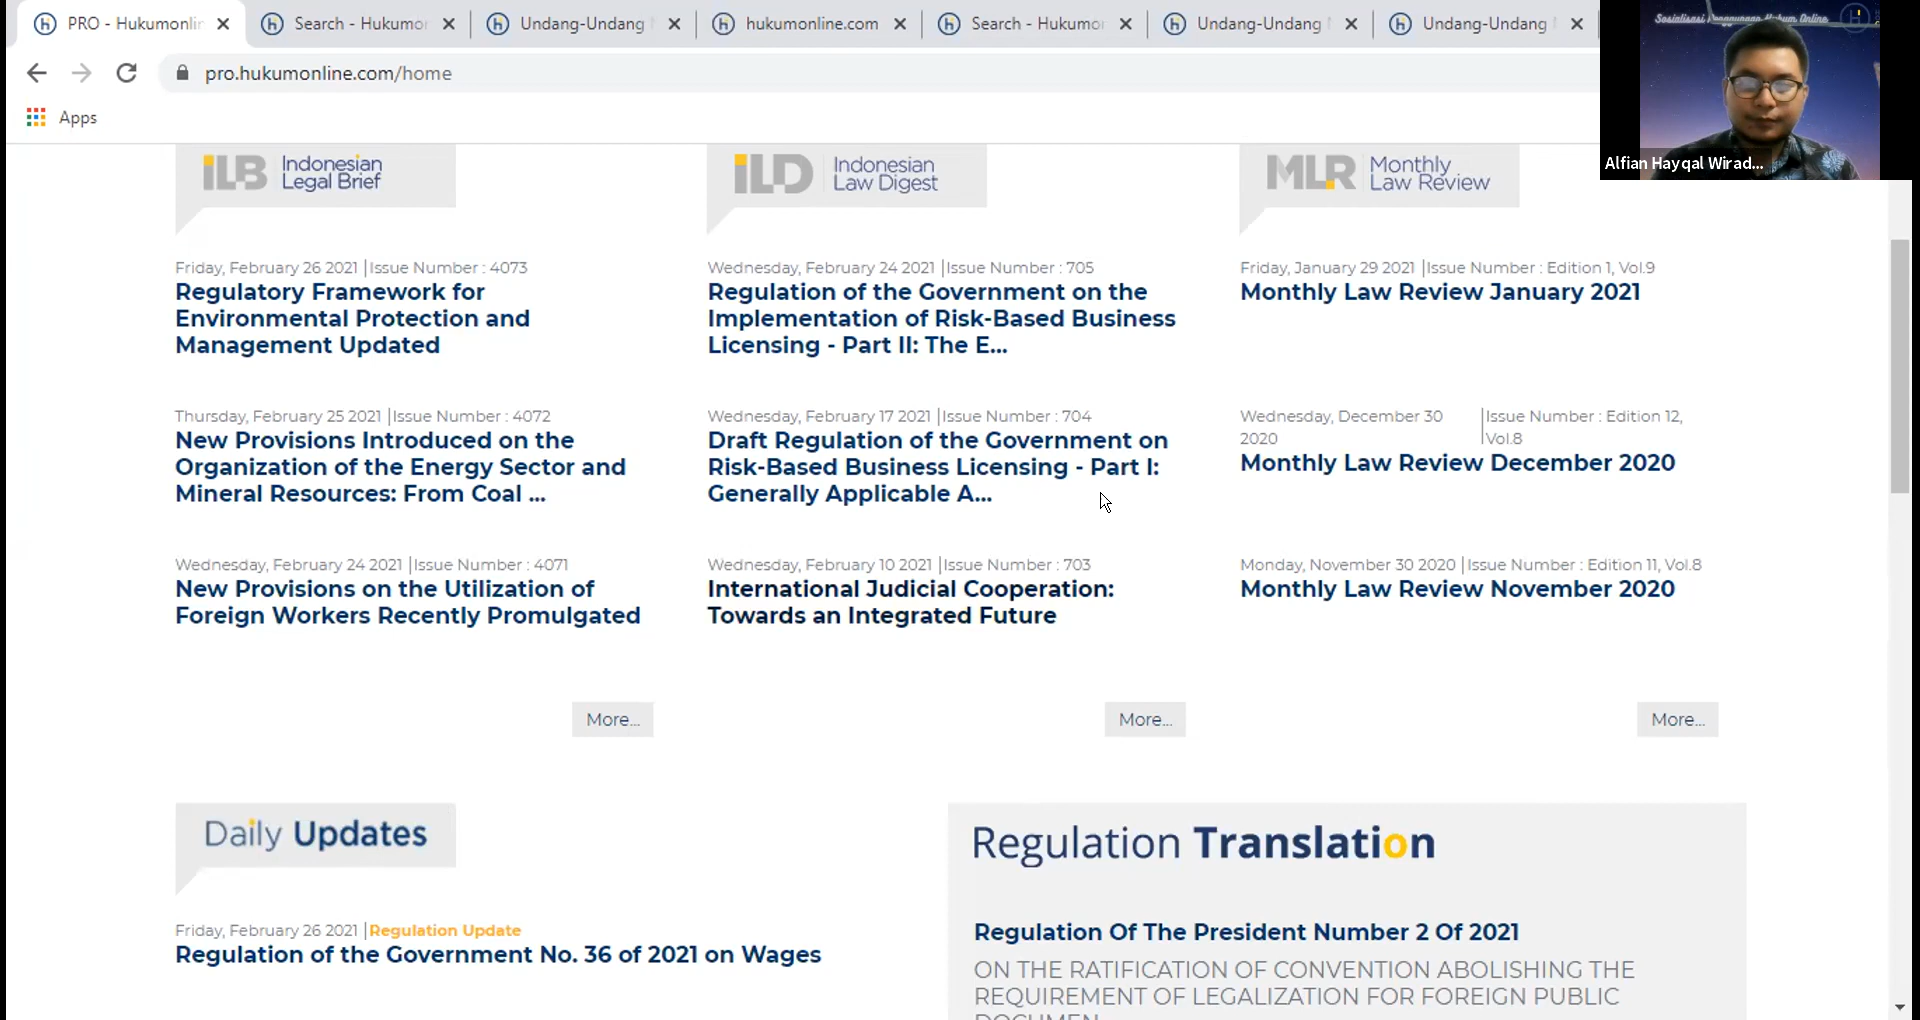 PRO - Hukumonlin
Search - Hukumo
Undang-Undang
hukumonline.com
Search - Hukumo
Undang-Undang
Undang-Undang
pro.hukumonline.com/home
Apps
Sosialisasi Penggunaan Hukum Online
Alfian Hayqal Wirad...
iLB Indonesian
Legal Brief
Friday, February 26 2021 |Issue Number : 4073
Regulatory Framework for
Environmental Protection and
Management Updated
Thursday, February 25 2021 |Issue Number : 4072
New Provisions Introduced on the
Organization of the Energy Sector and
Mineral Resources: From Coal ...
Wednesday, February 24 2021 |Issue Number : 4071
New Provisions on the Utilization of
Foreign Workers Recently Promulgated
More...
iLD Indonesian
Law Digest
Wednesday, February 24 2021 |Issue Number : 705
Regulation of the Government on the
Implementation of Risk-Based Business
Licensing - Part II: The E...
Wednesday, February 17 2021 |Issue Number : 704
Draft Regulation of the Government on
Risk-Based Business Licensing - Part I:
Generally Applicable A...
Wednesday, February 10 2021 |Issue Number : 703
International Judicial Cooperation:
Towards an Integrated Future
More...
MLR Monthly
Law Review
Friday, January 29 2021 |Issue Number : Edition 1, Vol.9
Monthly Law Review January 2021
Wednesday, December 30 |Issue Number : Edition 12,
2020 Vol.8
Monthly Law Review December 2020
Monday, November 30 2020 |Issue Number : Edition 11, Vol.8
Monthly Law Review November 2020
More...
Daily Updates
Friday, February 26 2021 |Regulation Update
Regulation of the Government No. 36 of 2021 on Wages
Regulation Translation
Regulation Of The President Number 2 Of 2021
ON THE RATIFICATION OF CONVENTION ABOLISHING THE
REQUIREMENT OF LEGALIZATION FOR FOREIGN PUBLIC